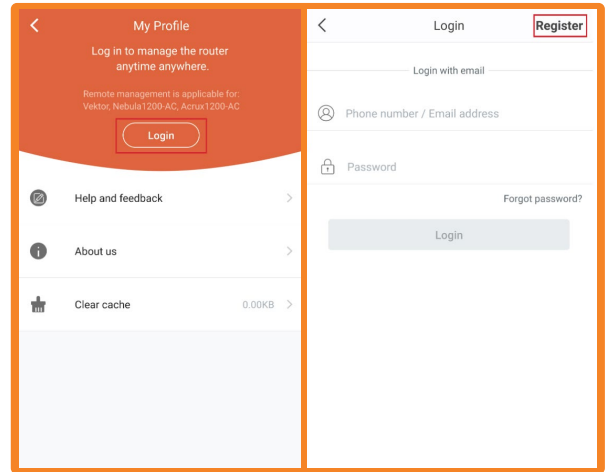 My Profile
Log in to manage the router
anytime anywhere.
Remote management is applicable for:
Vektor, Nebula1200-AC, Acrux1200-AC
Login
Help and feedback
About us
Clear cache
0.00KB
Login
Register
Login with email
Phone number / Email address
Password
Forgot password?
Login